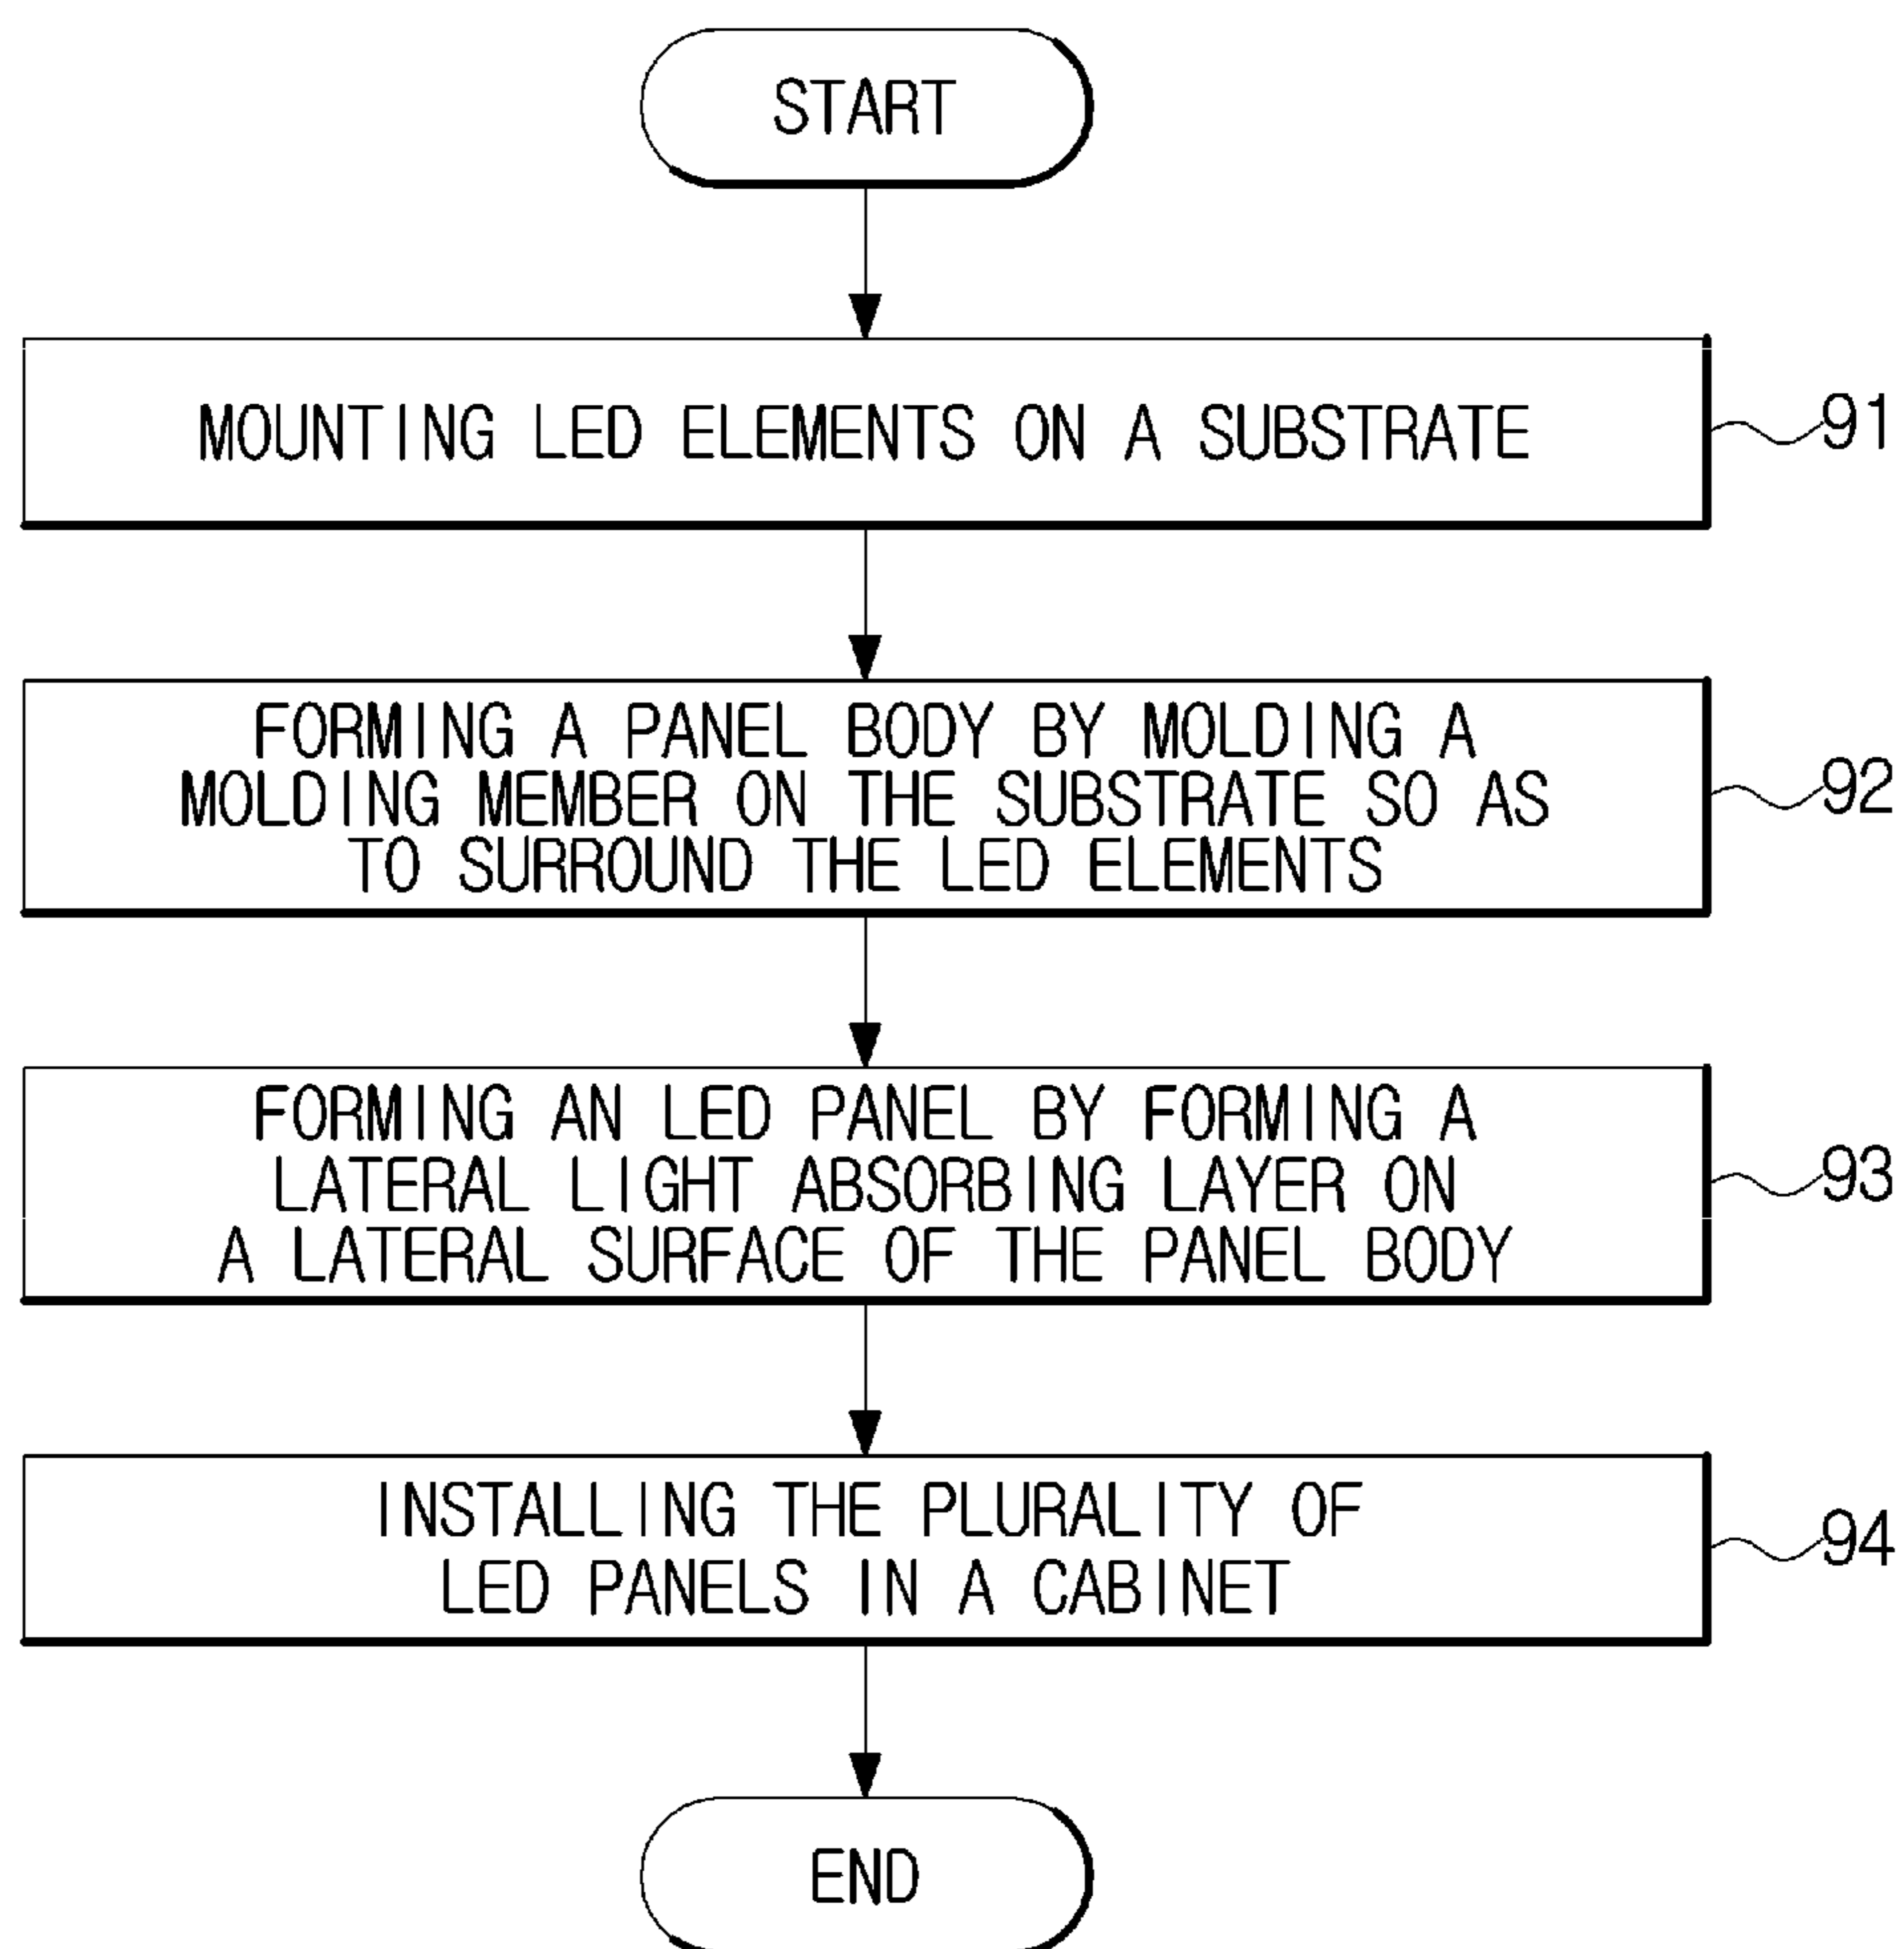 START
MOUNTING LED ELEMENTS ON A SUBSTRATE
91
FORMING A PANEL BODY BY MOLDING A
MOLDING MEMBER ON THE SUBSTRATE SO AS
TO SURROUND THE LED ELEMENTS
92
FORMING AN LED PANEL BY FORMING A
LATERAL LIGHT ABSORBING LAYER ON
A LATERAL SURFACE OF THE PANEL BODY
93
INSTALLING THE PLURALITY OF
LED PANELS IN A CABINET
94
END